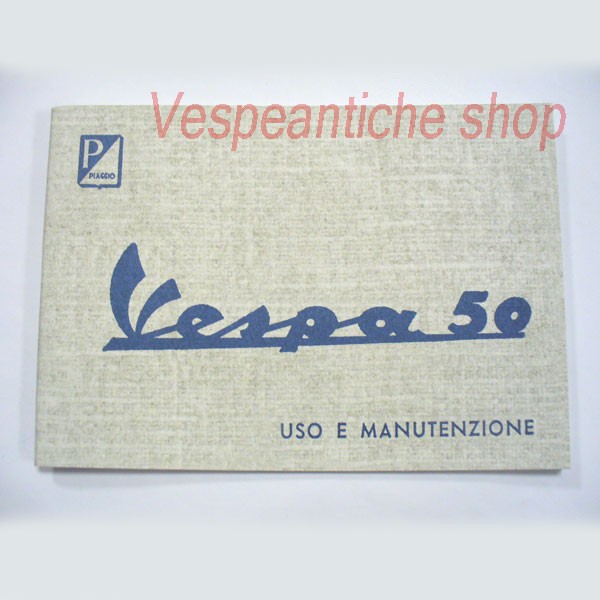 Vespeantiche shop
P
PIAGGIO
Vespa 50
USO E MANUTENZIONE